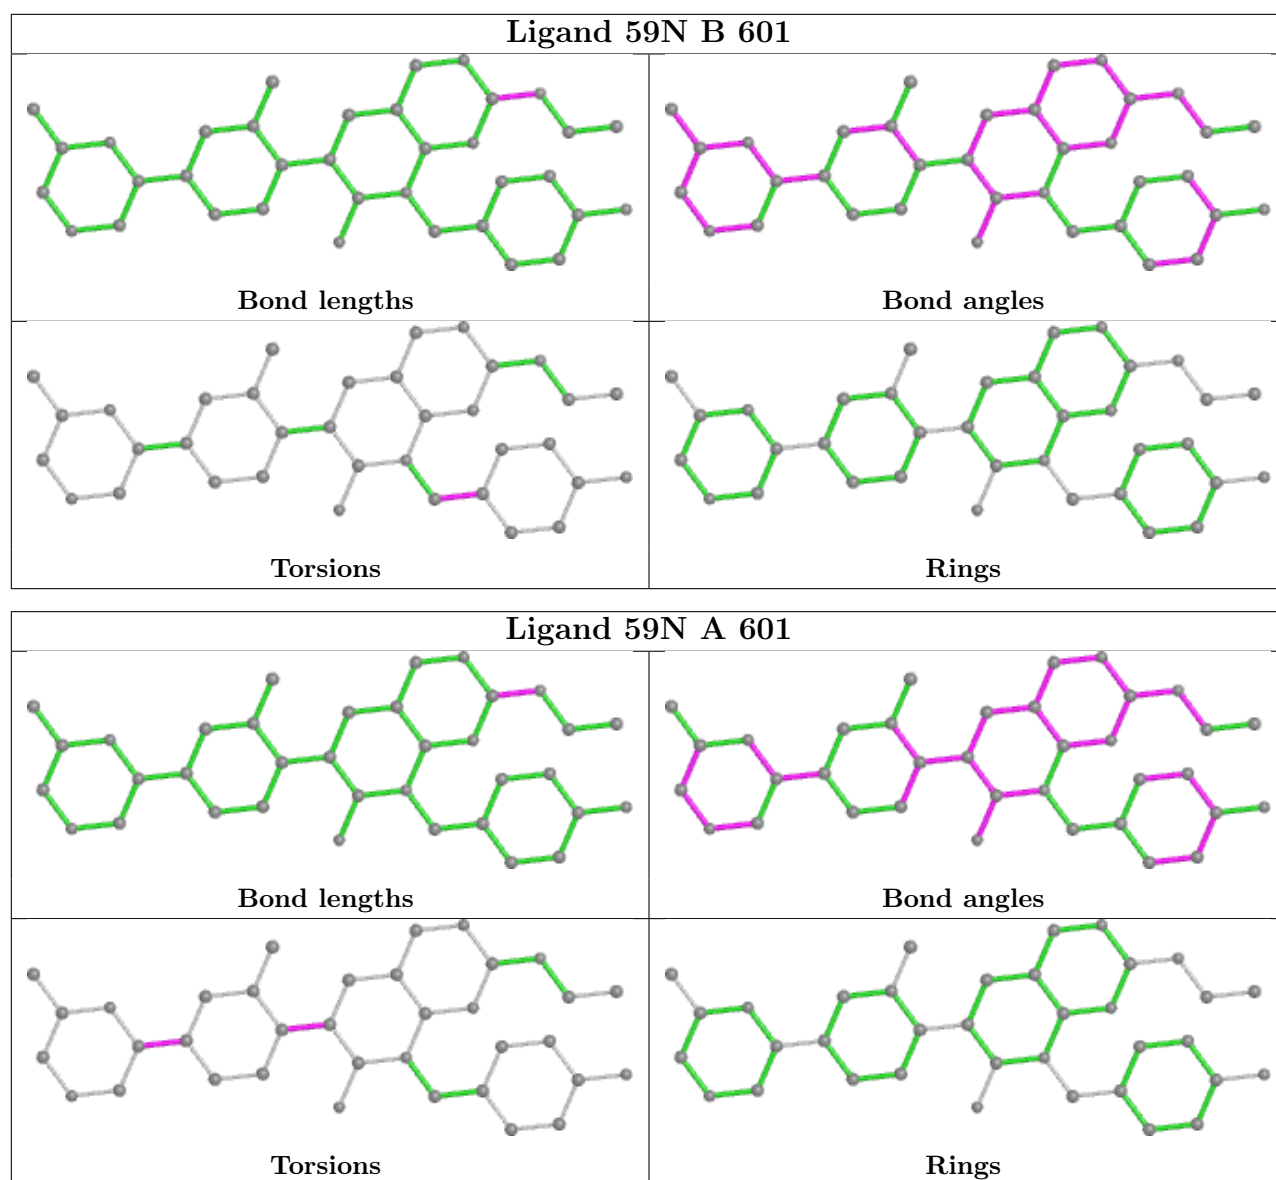 Ligand 59N B 601
Bond lengths
Bond angles
Torsions
Rings
Ligand 59N A 601
Bond lengths
Bond angles
Torsions
Rings